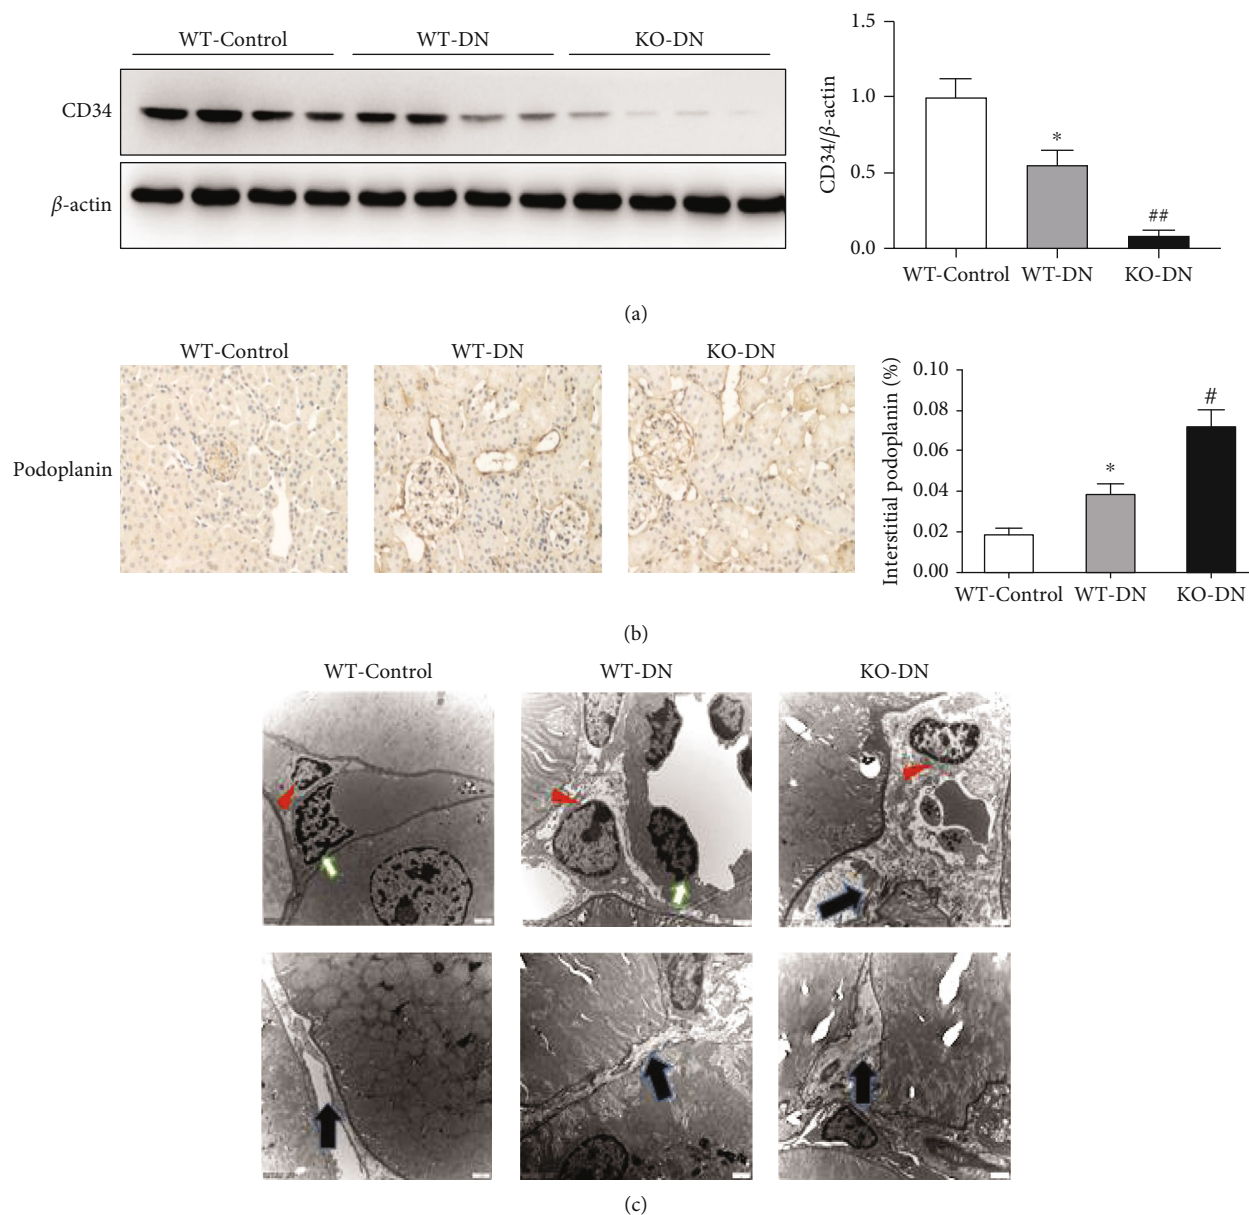 WT-Control WT-DN KO-DN
CD34
β-actin
CD34/β-actin
1.5
1.0
0.5
0.0
*
##
WT-Control WT-DN KO-DN
(a)
WT-Control WT-DN KO-DN
Podoplanin
Interstitial podoplanin (%)
0.10
0.08
0.06
0.04
0.02
0.00
*
#
WT-Control WT-DN KO-DN
(b)
WT-Control WT-DN KO-DN
(c)